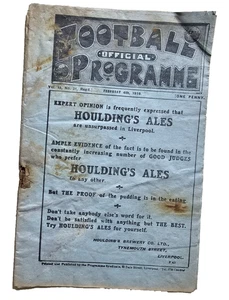 FOOTBALL
OFFICIAL
PROGRAMME
ONE PENNY
EXPERT OPINION is frequently expressed that
HOULDING'S ALES
are unsurpassed in Liverpool.
AMPLE EVIDENCE of the fact is to be found in the
constantly increasing number of GOOD JUDGES
who prefer
HOULDING'S ALES
to any other.
But THE PROOF of the pudding is in the eating
Don't take anybody else's word for it.
Don't be satisfied with anything but THE BEST.
Try HOULDING'S ALES for yourself.
HOULDING'S BREWERY CO. LTD.,
TYNEMOUTH STREET,
LIVERPOOL.